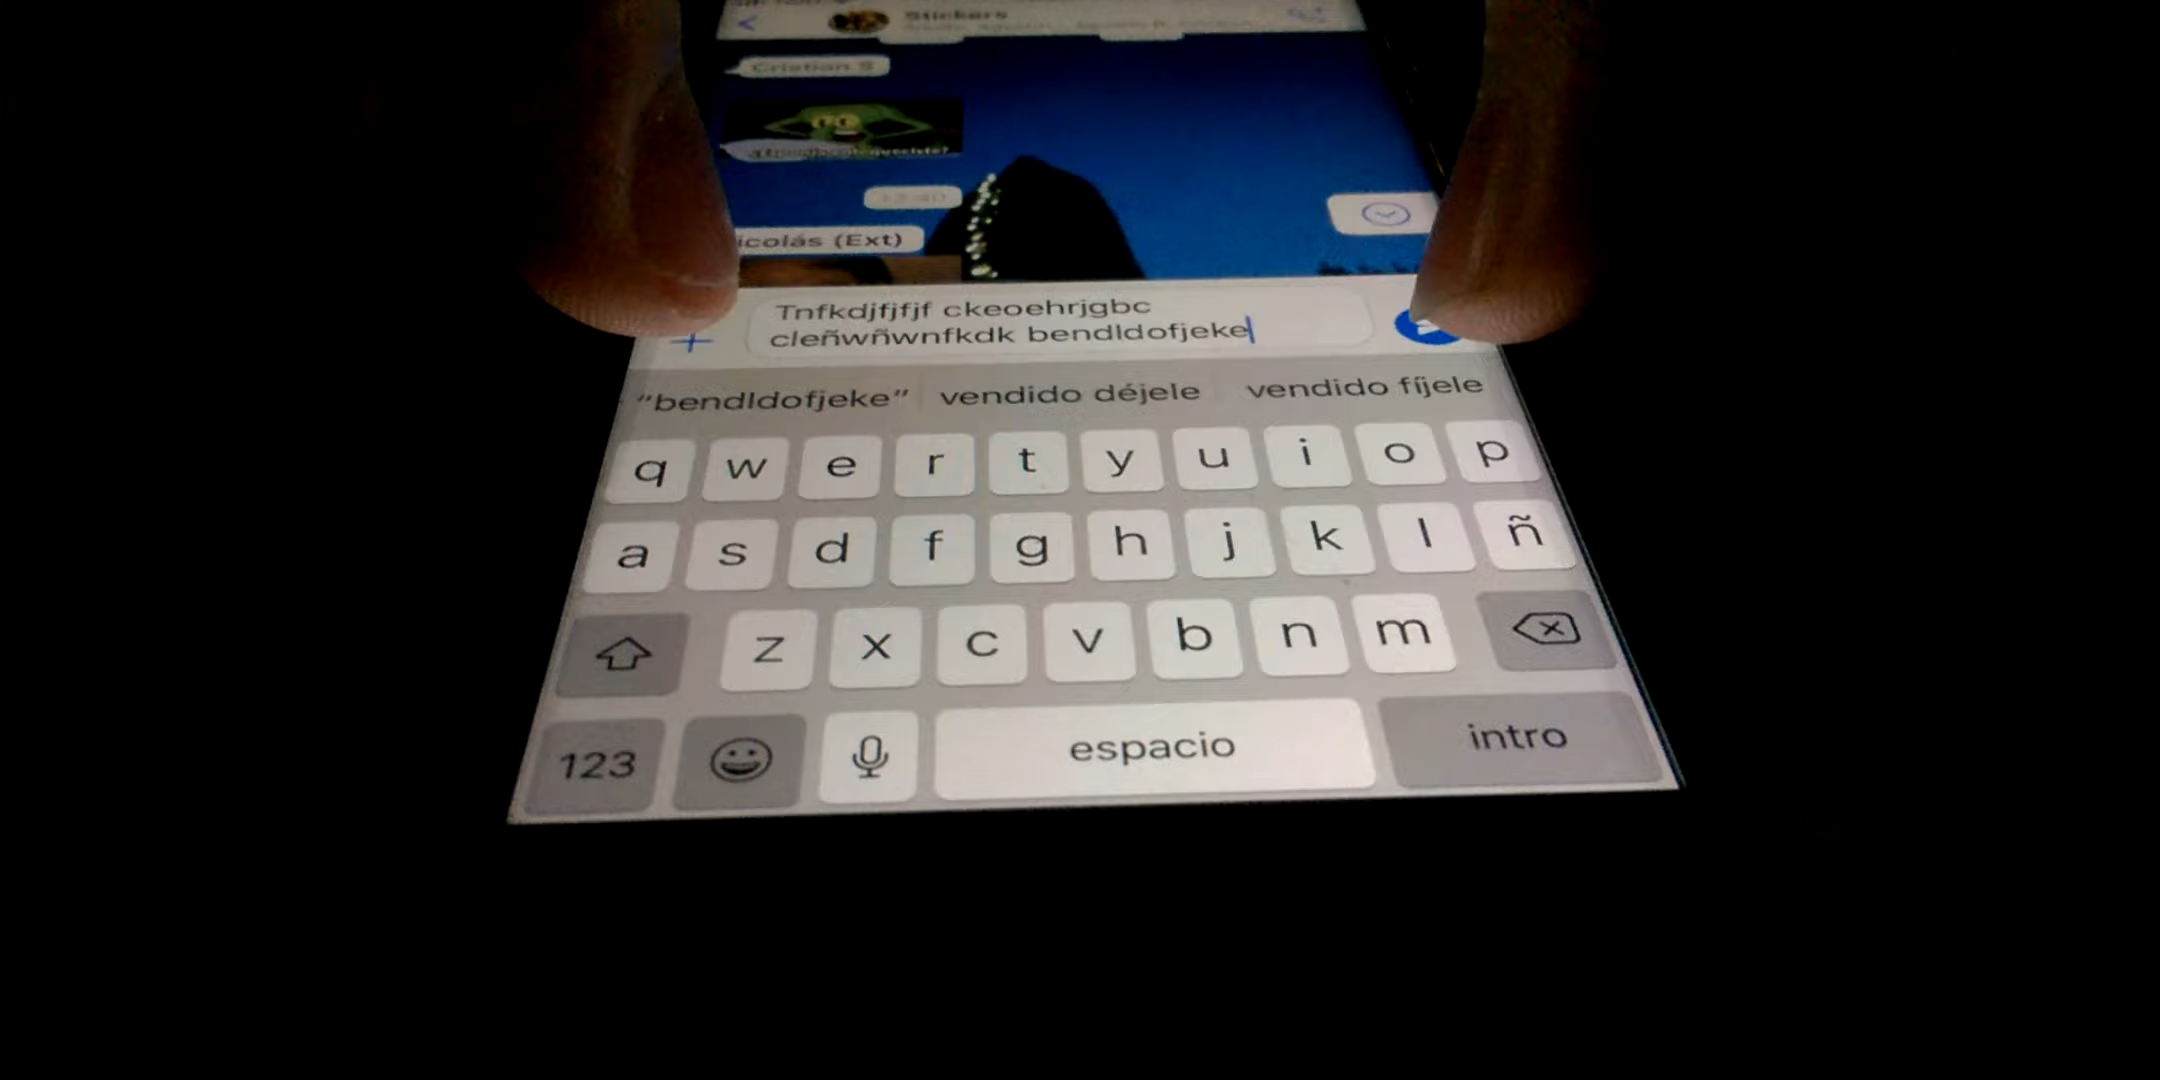 Stickers
Cristian S
icolás (Ext)
Tnfkdjfjfjf ckeoehrjgbc
cleñwñwnfkdk bendldofjeke
“bendldofjeke” vendido déjele vendido fíjele
q w e r t y u i o p
a s d f g h j k l ñ
z x c v b n m
123 espacio intro